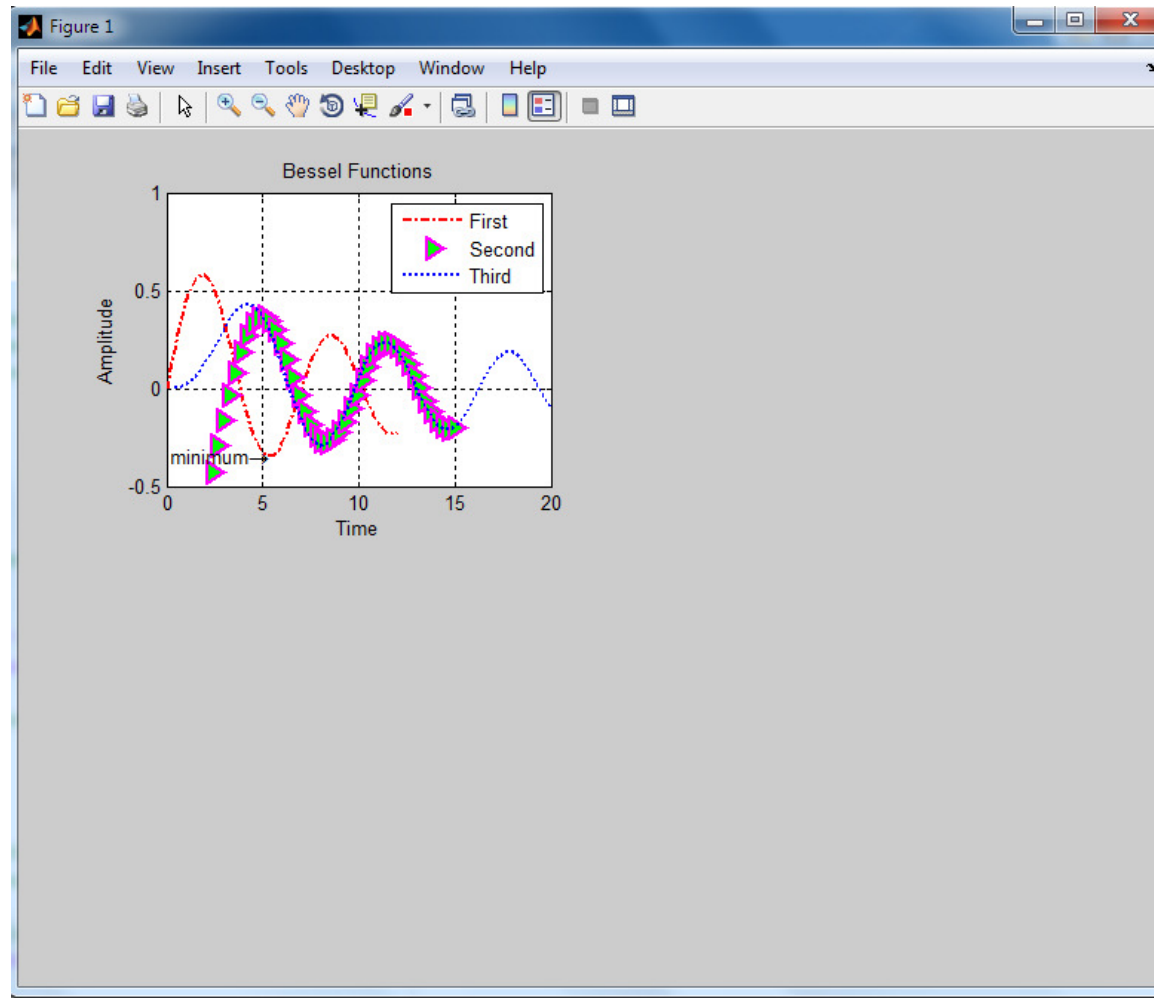 Figure 1
File Edit View Insert Tools Desktop Window Help
Bessel Functions
1
First
Second
Third
0.5
Amplitude
0
minimum→
-0.5
0 5 10 15 20
Time